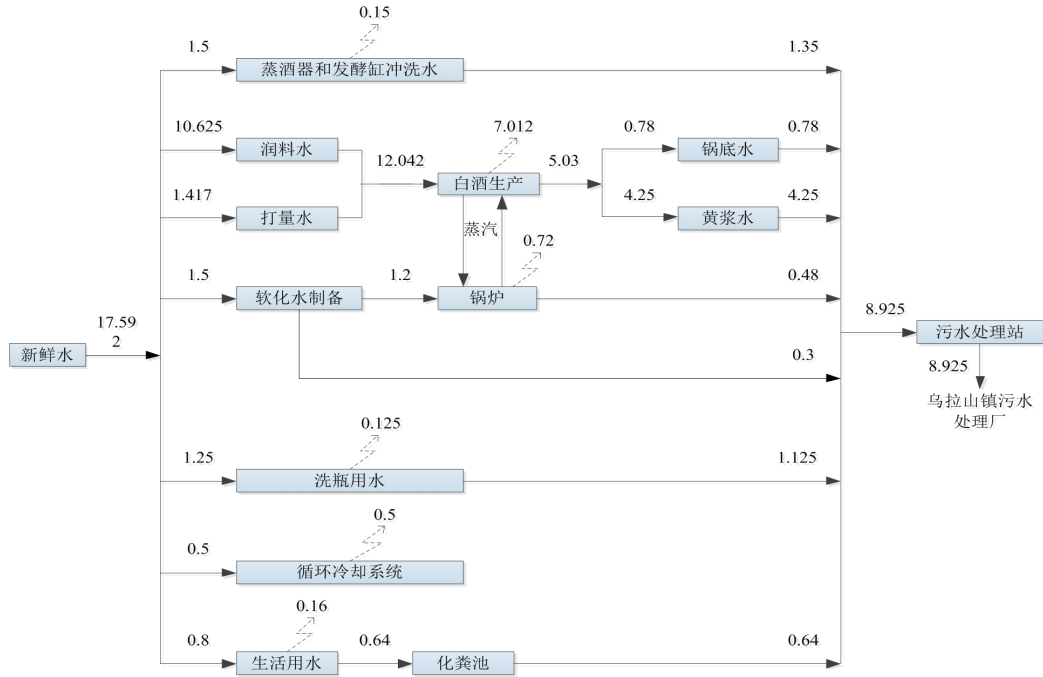 0.15
1.5
蒸酒器和发酵缸冲洗水
1.35
10.625
润料水
12.042
7.012
白酒生产
5.03
0.78
锅底水
0.78
1.417
打量水
4.25
黄浆水
4.25
蒸汽
0.72
1.5
软化水制备
1.2
锅炉
0.48
8.925
污水处理站
17.59
2
新鲜水
0.3
8.925
乌拉山镇污水
处理厂
0.125
1.25
洗瓶用水
1.125
0.5
0.5
循环冷却系统
0.16
0.8
生活用水
0.64
化粪池
0.64